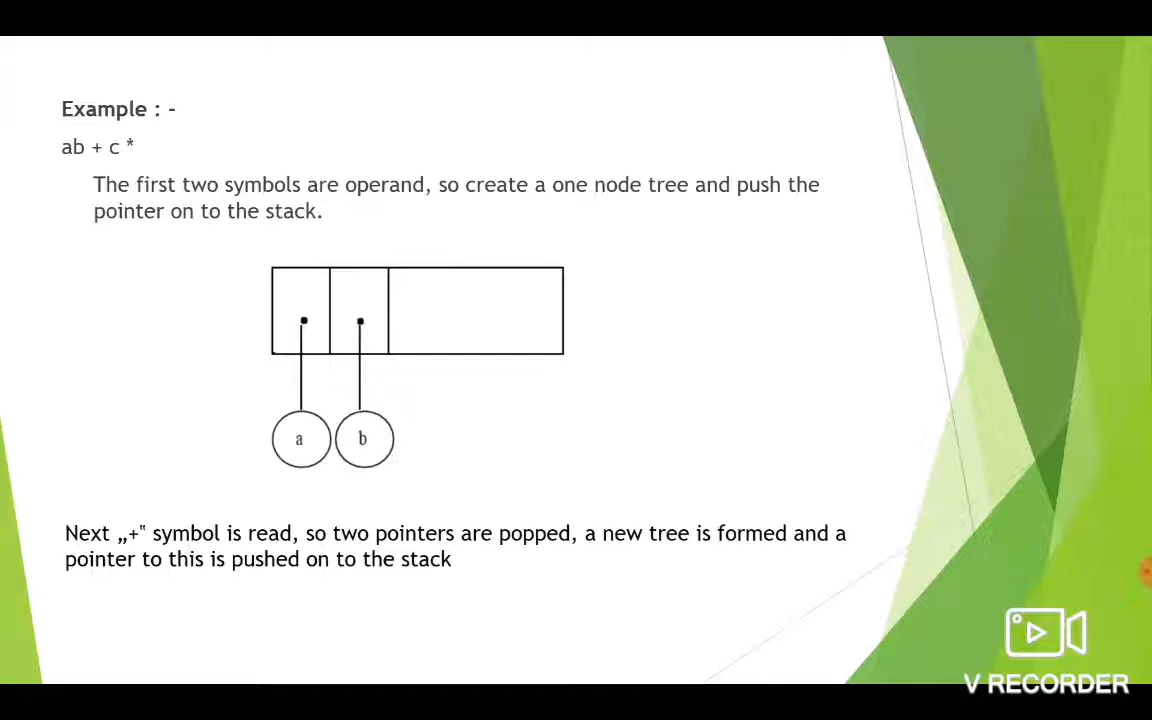 Example : -
ab + c *
The first two symbols are operand, so create a one node tree and push the
pointer on to the stack.
a b
Next „+‟ symbol is read, so two pointers are popped, a new tree is formed and a
pointer to this is pushed on to the stack
V RECORDER